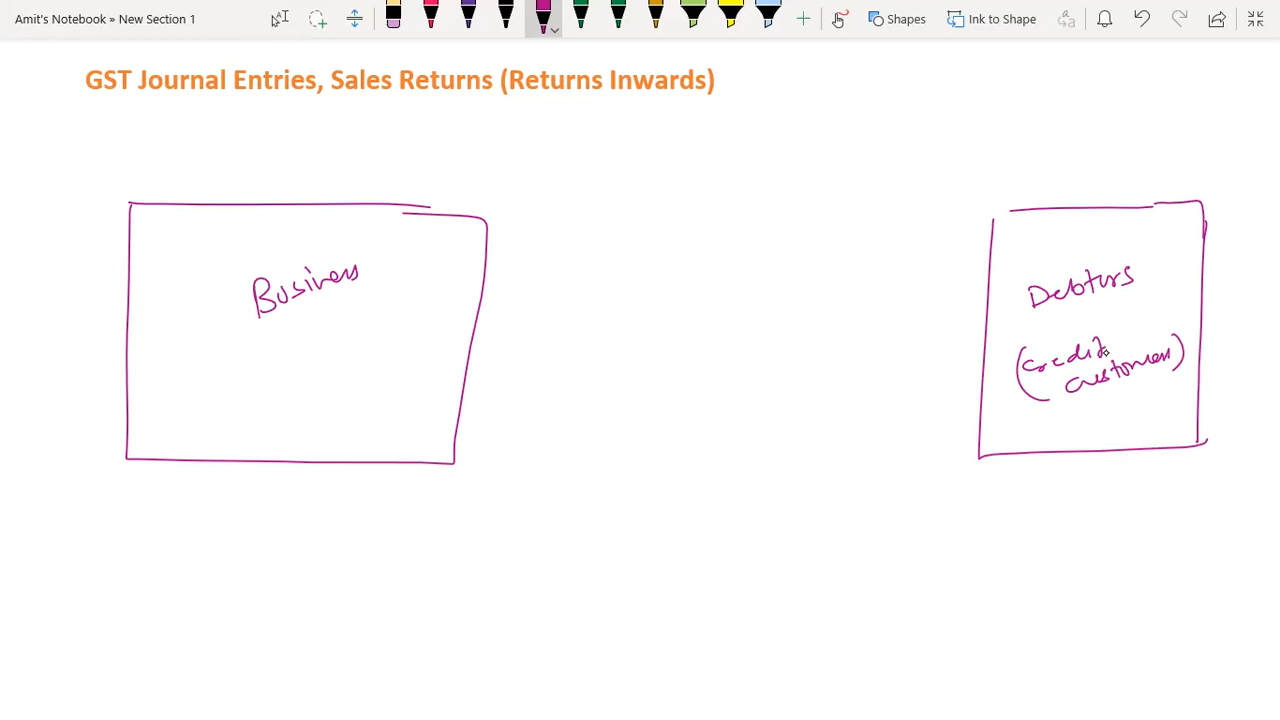 Amit's Notebook » New Section 1
Shapes
Ink to Shape
GST Journal Entries, Sales Returns (Returns Inwards)
Business
Debtors
(credit
customers)